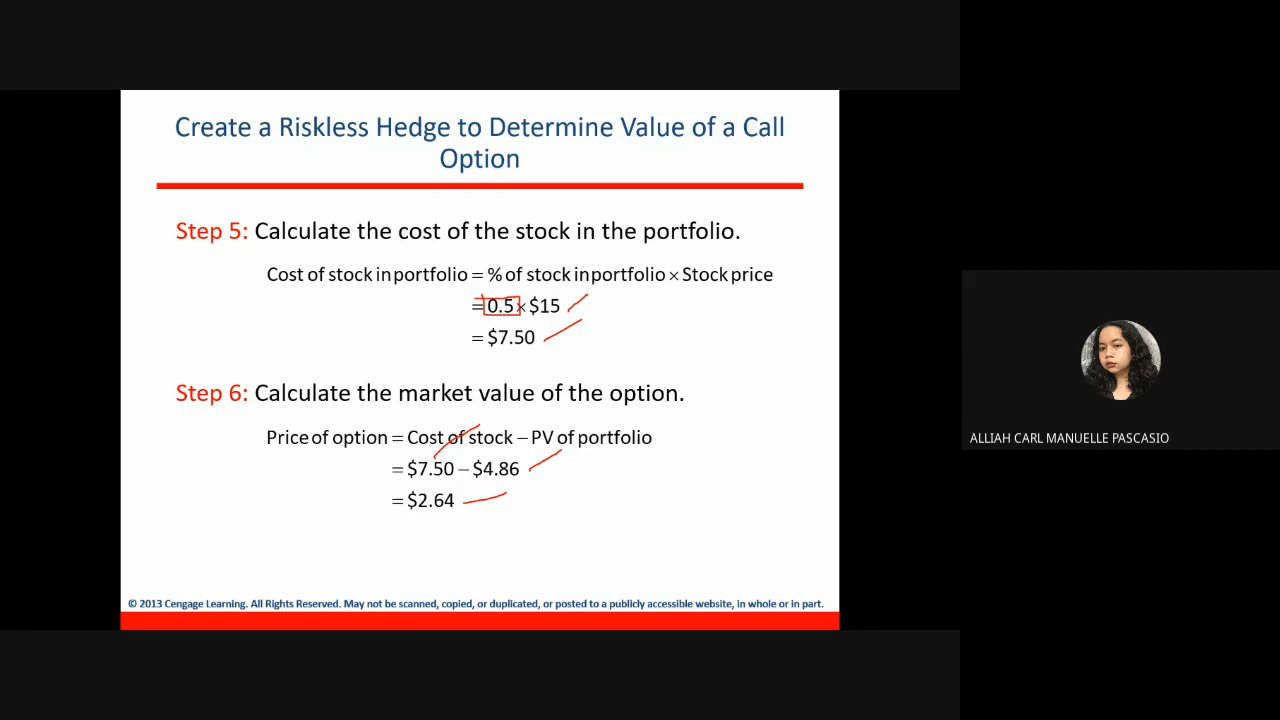 Create a Riskless Hedge to Determine Value of a Call
Option
Step 5: Calculate the cost of the stock in the portfolio.
Cost of stock in portfolio = % of stock in portfolio × Stock price
= 0.5 × $15
= $7.50
Step 6: Calculate the market value of the option.
Price of option = Cost of stock – PV of portfolio
= $7.50 – $4.86
= $2.64
© 2013 Cengage Learning. All Rights Reserved. May not be scanned, copied, or duplicated, or posted to a publicly accessible website, in whole or in part.
ALLIAH CARL MANUELLE PASCASIO